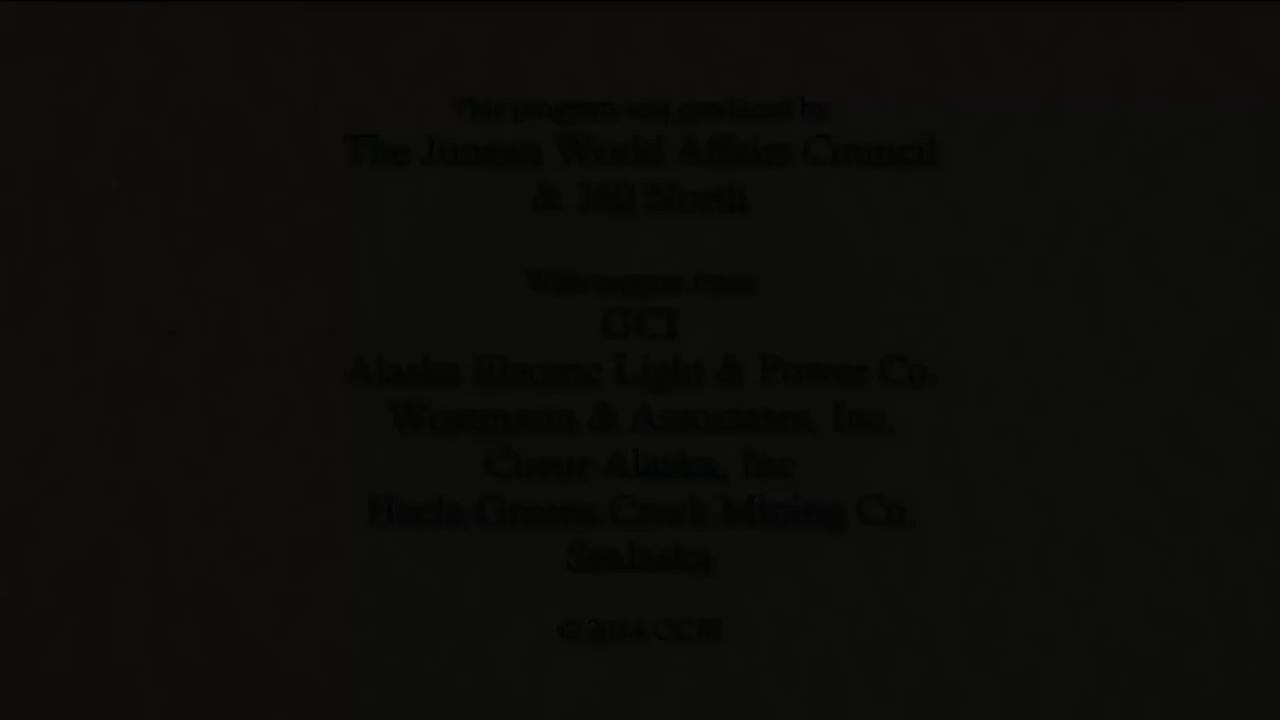 This program was produced by
The Juneau World Affairs Council
& 360 North
With support from
GCI
Alaska Electric Light & Power Co.
Wostmann & Associates, Inc.
Coeur Alaska, Inc
Hecla Greens Creek Mining Co.
Sealaska
©